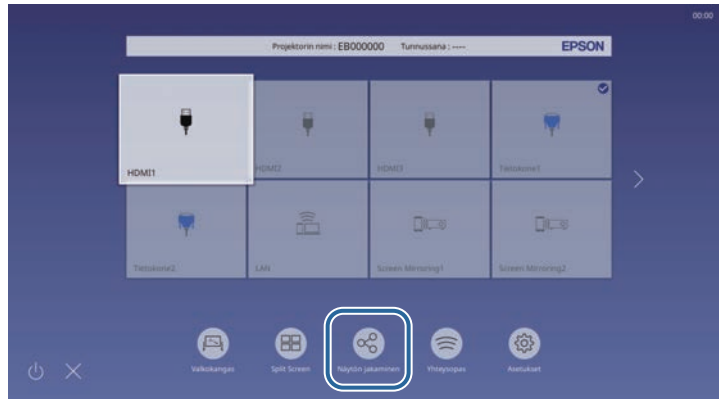 00:00
Projektorin nimi : EB000000 Tunnussana : ---- EPSON
HDMI1 HDMI2 HDMI3 Tietokone1
Tietokone2 LAN Screen Mirroring1 Screen Mirroring2
Valkokangas Split Screen Näytön jakaminen Yhteysopas Asetukset